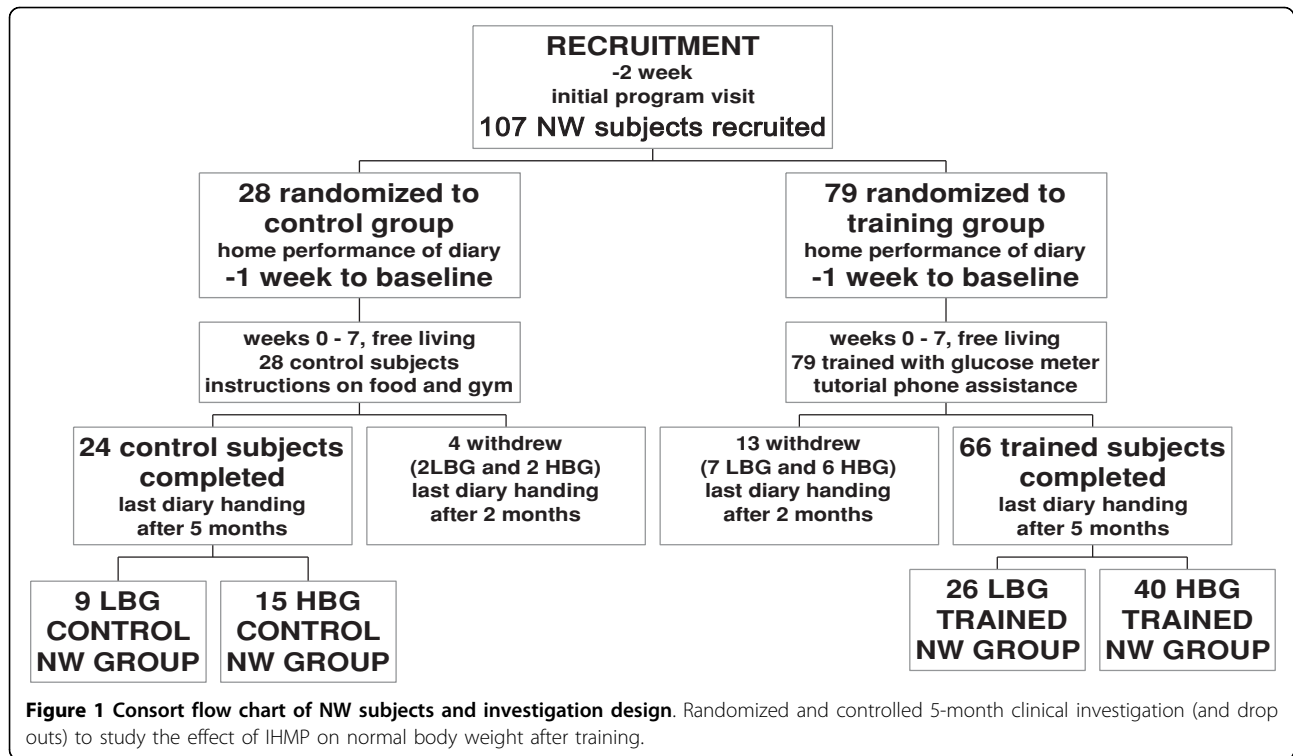 RECRUITMENT
-2 week
initial program visit
107 NW subjects recruited
28 randomized to
control group
home performance of diary
-1 week to baseline
79 randomized to
training group
home performance of diary
-1 week to baseline
weeks 0 - 7, free living
28 control subjects
instructions on food and gym
weeks 0 - 7, free living
79 trained with glucose meter
tutorial phone assistance
24 control subjects
completed
last diary handing
after 5 months
4 withdrew
(2LBG and 2 HBG)
last diary handing
after 2 months
13 withdrew
(7 LBG and 6 HBG)
last diary handing
after 2 months
66 trained subjects
completed
last diary handing
after 5 months
9 LBG
CONTROL
NW GROUP
15 HBG
CONTROL
NW GROUP
26 LBG
TRAINED
NW GROUP
40 HBG
TRAINED
NW GROUP
Figure 1 Consort flow chart of NW subjects and investigation design. Randomized and controlled 5-month clinical investigation (and drop
outs) to study the effect of IHMP on normal body weight after training.